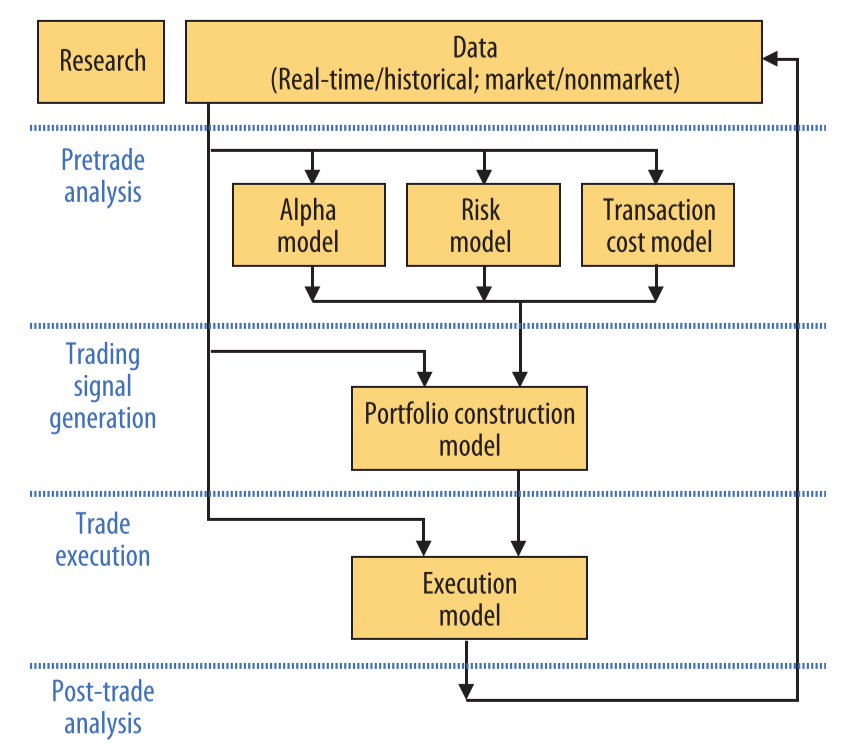 Research
Data
(Real-time/historical; market/nonmarket)
Pretrade
analysis
Alpha
model
Risk
model
Transaction
cost model
Trading
signal
generation
Portfolio construction
model
Trade
execution
Execution
model
Post-trade
analysis